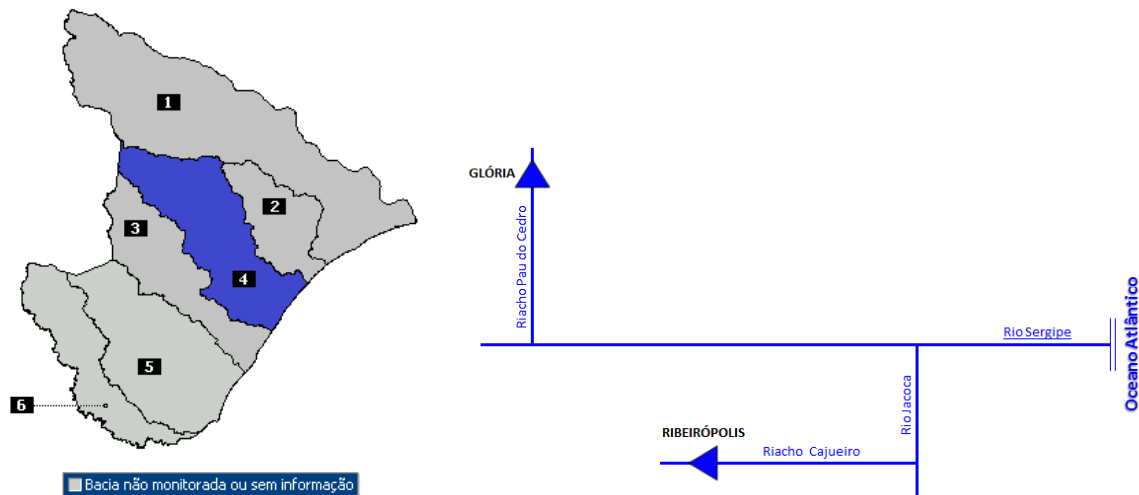 1
2
3
4
5
6
Bacia não monitorada ou sem informação
GLÓRIA
Riacho Pau do Cedro
Rio Sergipe
Oceano Atlântico
Rio Jacoca
RIBEIRÓPOLIS
Riacho Cajueiro